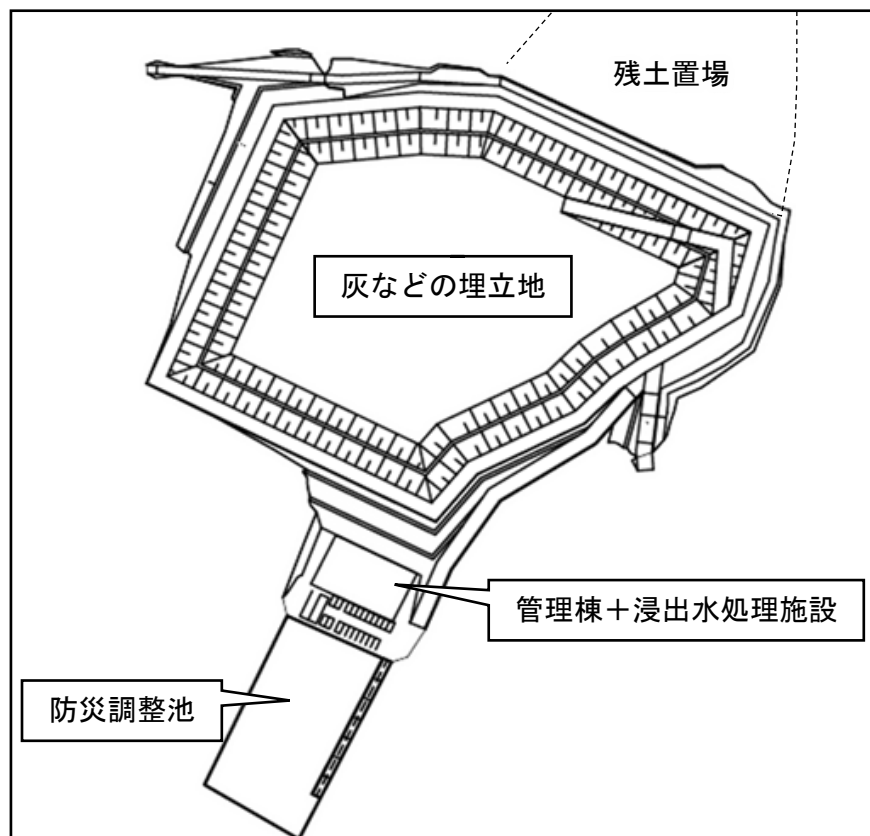 残土置場
灰などの埋立地
管理棟＋浸出水処理施設
防災調整池